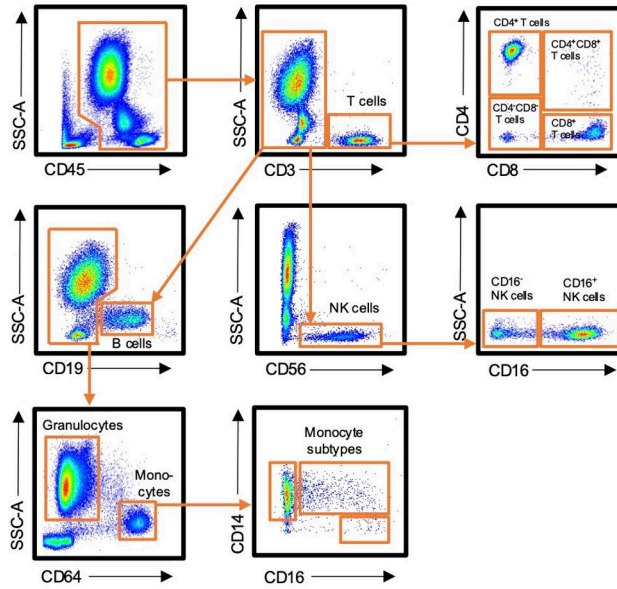 SSC-A
CD45
SSC-A
CD3
T cells
CD4
CD8
CD4⁺ T cells
CD4⁺CD8⁺
T cells
CD4⁻CD8⁻
T cells
CD8⁺
T cells
SSC-A
CD19
B cells
SSC-A
CD56
NK cells
SSC-A
CD16
CD16⁻
NK cells
CD16⁺
NK cells
SSC-A
CD64
Granulocytes
Mono-
cytes
CD14
CD16
Monocyte
subtypes